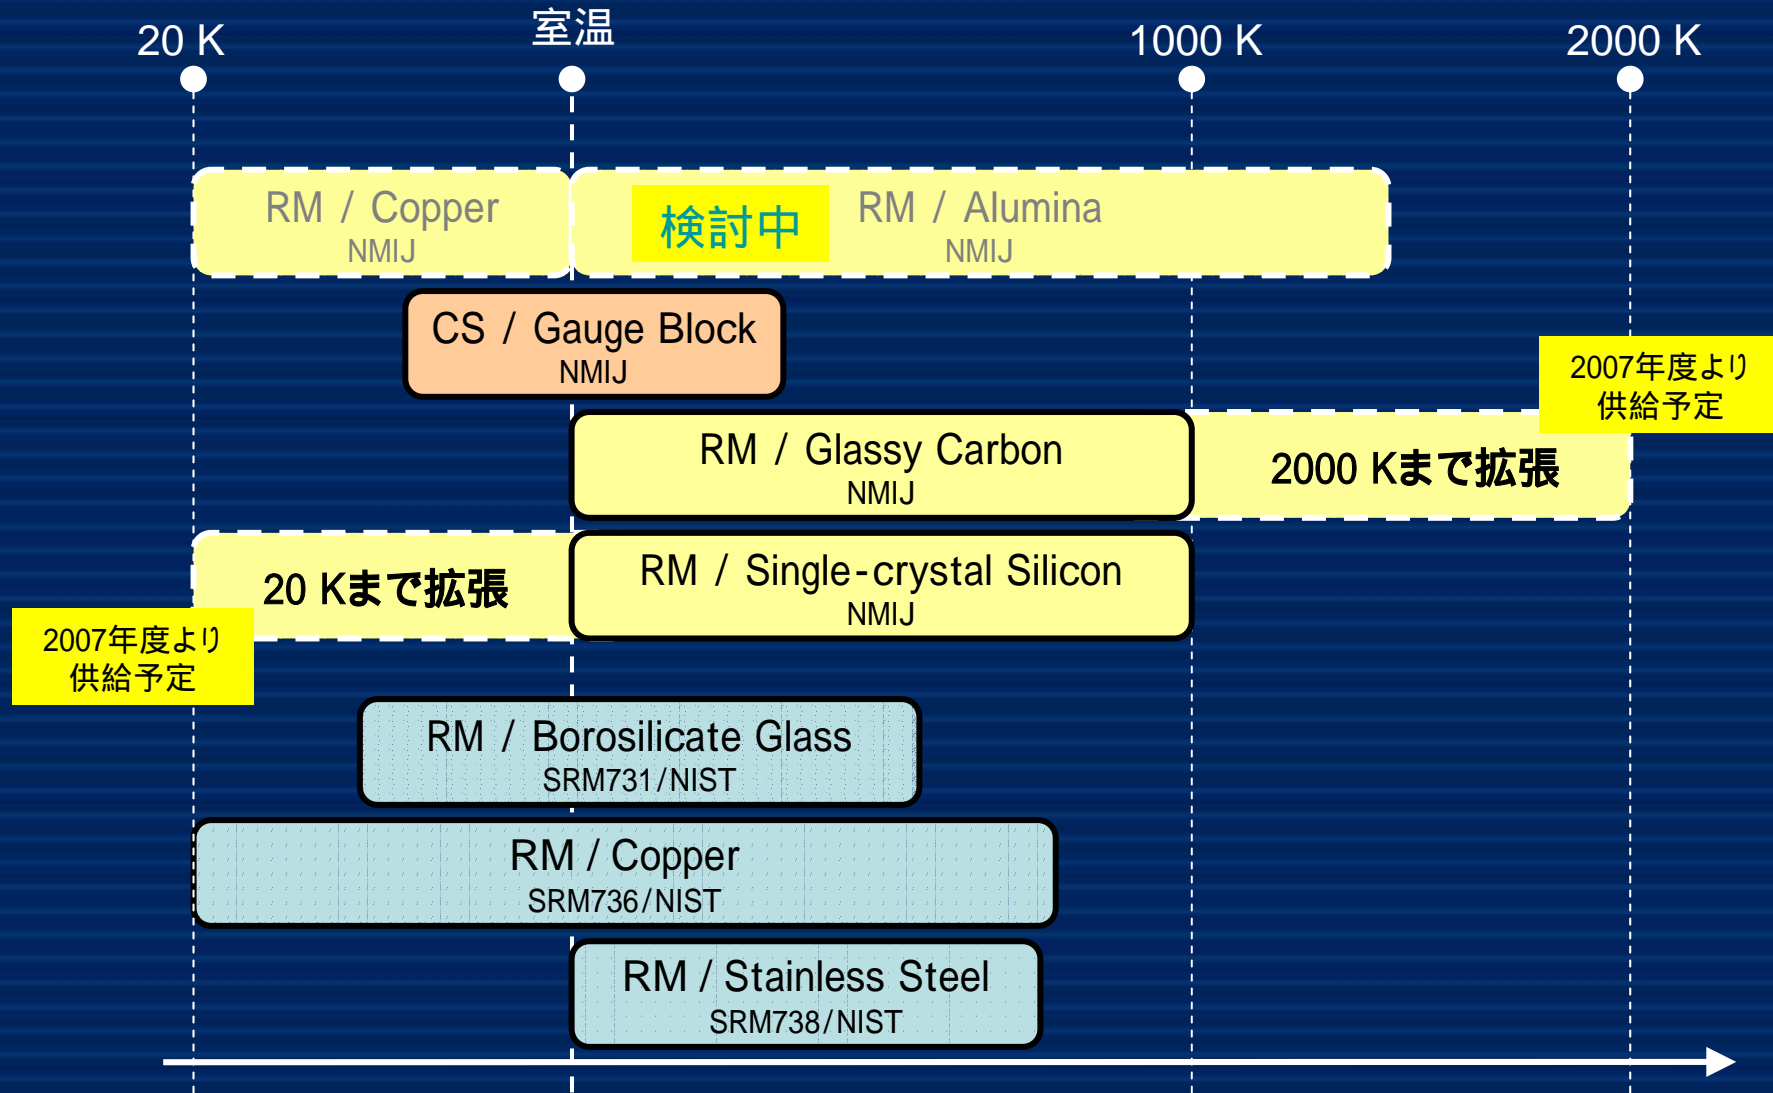 20 K
室温
1000 K
2000 K
RM / Copper
NMIJ
検討中
RM / Alumina
NMIJ
CS / Gauge Block
NMIJ
2007年度より
供給予定
RM / Glassy Carbon
NMIJ
2000 Kまで拡張
20 Kまで拡張
RM / Single-crystal Silicon
NMIJ
2007年度より
供給予定
RM / Borosilicate Glass
SRM731/NIST
RM / Copper
SRM736/NIST
RM / Stainless Steel
SRM738/NIST